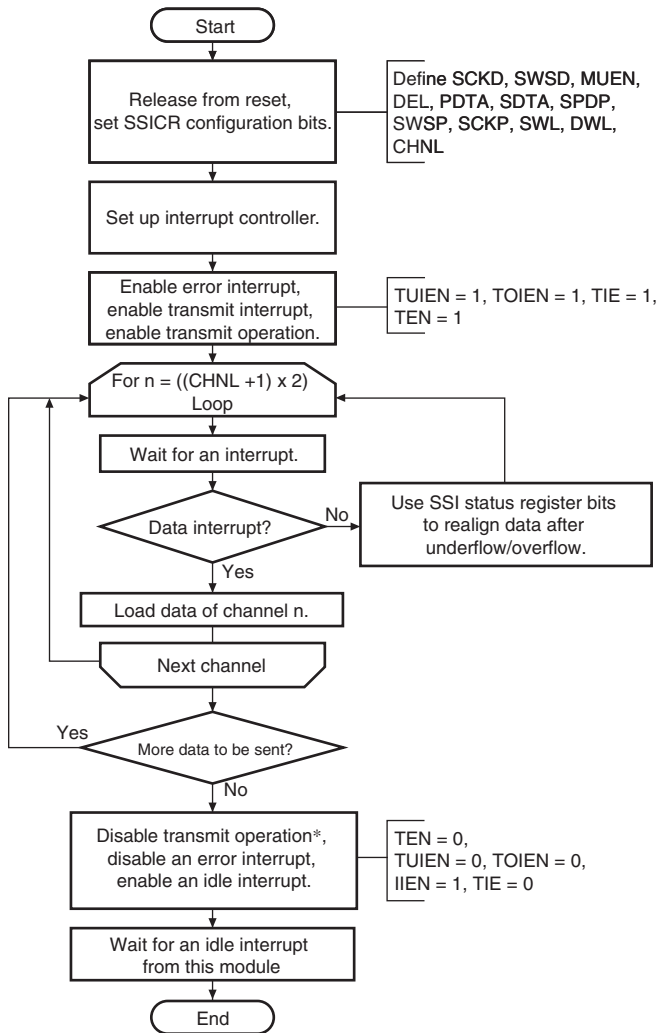 Start
Release from reset,
set SSICR configuration bits.
Define SCKD, SWSD, MUEN,
DEL, PDTA, SDTA, SPDP,
SWSP, SCKP, SWL, DWL,
CHNL
Set up interrupt controller.
Enable error interrupt,
enable transmit interrupt,
enable transmit operation.
TUIEN = 1, TOIEN = 1, TIE = 1,
TEN = 1
For n = ((CHNL +1) x 2)
Loop
Wait for an interrupt.
Data interrupt?
No
Use SSI status register bits
to realign data after
underflow/overflow.
Yes
Load data of channel n.
Next channel
Yes
More data to be sent?
No
Disable transmit operation*,
disable an error interrupt,
enable an idle interrupt.
TEN = 0,
TUIEN = 0, TOIEN = 0,
IIEN = 1, TIE = 0
Wait for an idle interrupt
from this module
End